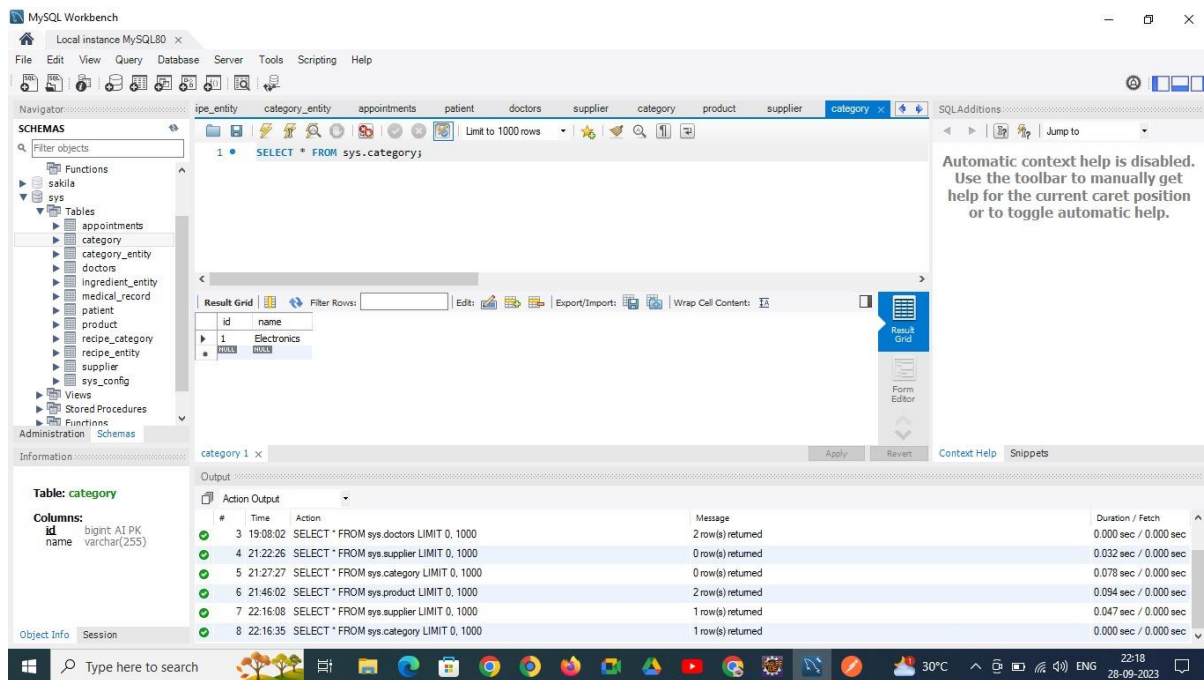 MySQL Workbench
Local instance MySQL80
File Edit View Query Database Server Tools Scripting Help
Navigator
SCHEMAS
Filter objects
Functions
sakila
sys
Tables
appointments
category
category_entity
doctors
ingredient_entity
medical_record
patient
product
recipe_category
recipe_entity
supplier
sys_config
Views
Stored Procedures
Functions
Administration Schemas
Information
Table: category
Columns:
id bigint AI PK
name varchar(255)
Object Info Session
ipe_entity category_entity appointments patient doctors supplier category product supplier category
Limit to 1000 rows
1 SELECT * FROM sys.category;
Result Grid Filter Rows: Edit: Export/Import: Wrap Cell Content:
id name
1 Electronics
NULL NULL
Result
Grid
Form
Editor
category 1 Apply Revert
SQLAdditions
Jump to
Automatic context help is disabled.
Use the toolbar to manually get
help for the current caret position
or to toggle automatic help.
Context Help Snippets
Output
Action Output
# Time Action Message Duration / Fetch
3 19:08:02 SELECT * FROM sys.doctors LIMIT 0, 1000 2 row(s) returned 0.000 sec / 0.000 sec
4 21:22:26 SELECT * FROM sys.supplier LIMIT 0, 1000 0 row(s) returned 0.032 sec / 0.000 sec
5 21:27:27 SELECT * FROM sys.category LIMIT 0, 1000 0 row(s) returned 0.078 sec / 0.000 sec
6 21:46:02 SELECT * FROM sys.product LIMIT 0, 1000 2 row(s) returned 0.094 sec / 0.000 sec
7 22:16:08 SELECT * FROM sys.supplier LIMIT 0, 1000 1 row(s) returned 0.047 sec / 0.000 sec
8 22:16:35 SELECT * FROM sys.category LIMIT 0, 1000 1 row(s) returned 0.000 sec / 0.000 sec
Type here to search
30°C ENG 22:18
28-09-2023